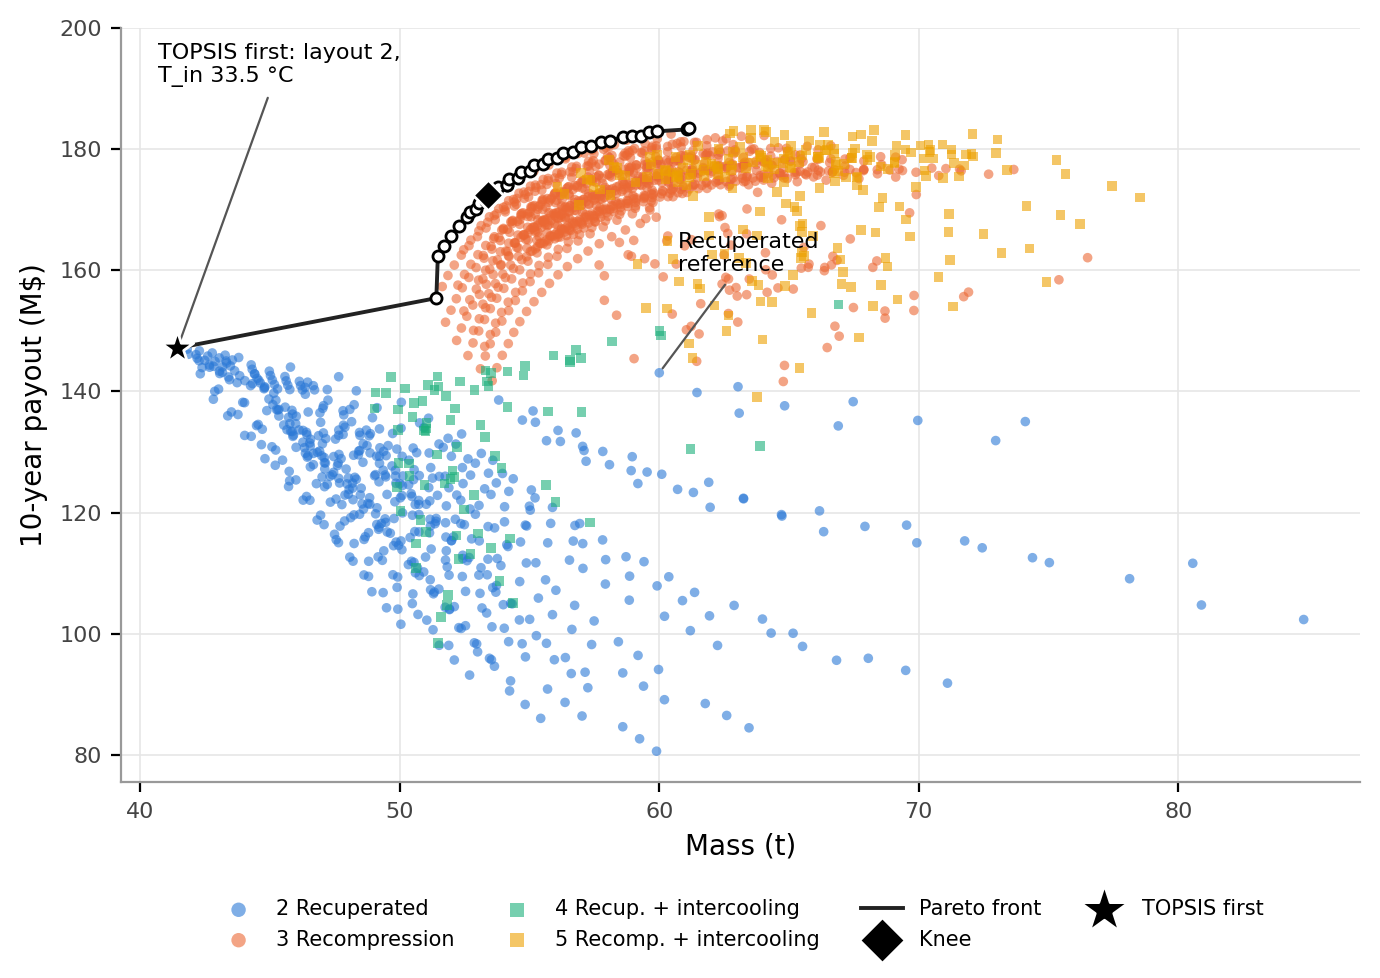 200
180
160
140
120
100
80
10-year payout (M$)
TOPSIS first: layout 2,
T_in 33.5 °C
Recuperated
reference
40
50
60
70
80
Mass (t)
2 Recuperated
3 Recompression
4 Recup. + intercooling
5 Recomp. + intercooling
Pareto front
Knee
TOPSIS first